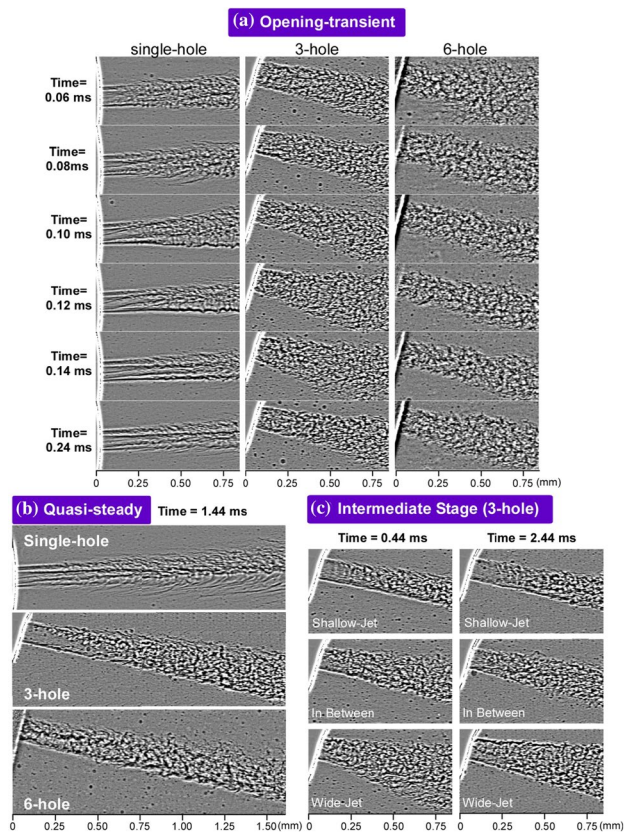 (a) Opening-transient
single-hole 3-hole 6-hole
Time=
0.06 ms
Time=
0.08ms
Time=
0.10 ms
Time=
0.12 ms
Time=
0.14 ms
Time=
0.24 ms
0 0.25 0.50 0.75 0 0.25 0.50 0.75 0 0.25 0.50 0.75 (mm)
(b) Quasi-steady Time = 1.44 ms
Single-hole
3-hole
6-hole
0 0.25 0.50 0.75 1.00 1.25 1.50 (mm)
(c) Intermediate Stage (3-hole)
Time = 0.44 ms Time = 2.44 ms
Shallow-Jet Shallow-Jet
In Between In Between
Wide-Jet Wide-Jet
0 0.25 0.50 0.75 0 0.25 0.50 0.75 (mm)